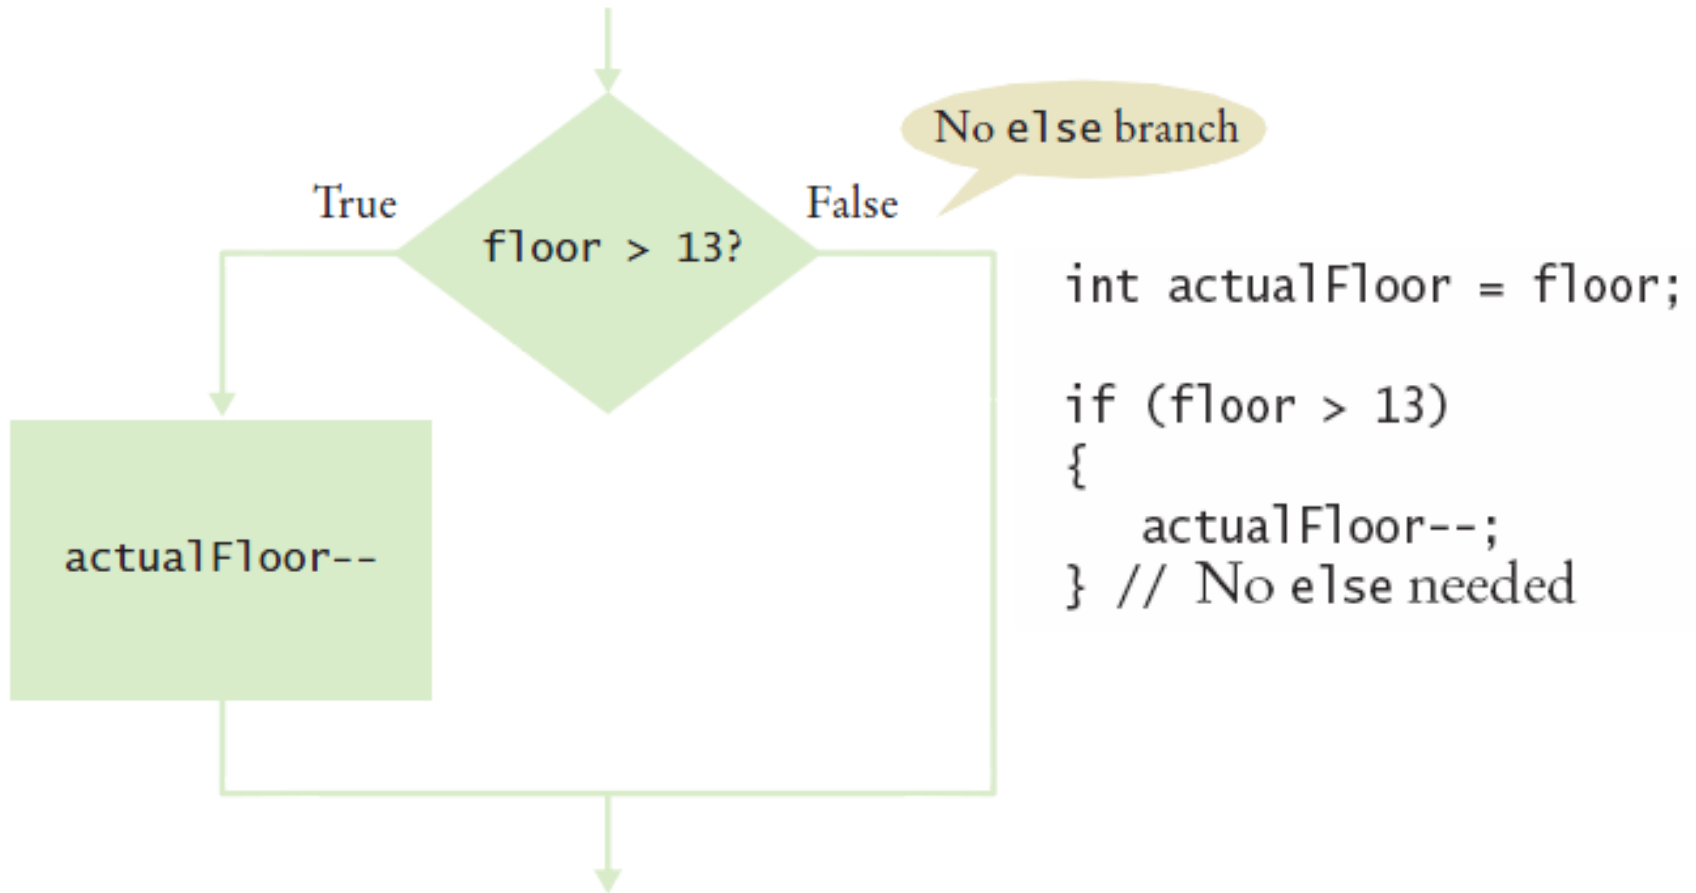 No else branch
True
False
floor > 13?
actualFloor--
int actualFloor = floor;
if (floor > 13)
{
actualFloor--;
} // No else needed